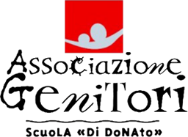 ASSoCiAzione
GeniTori
ScuoLA «Di DoNAto»